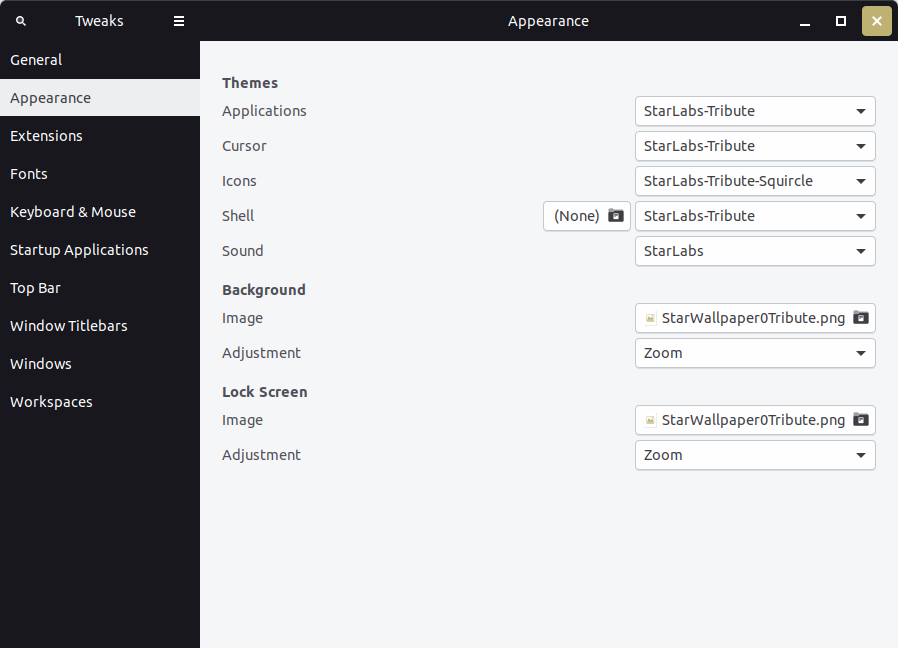 Tweaks
Appearance
General
Appearance
Extensions
Fonts
Keyboard & Mouse
Startup Applications
Top Bar
Window Titlebars
Windows
Workspaces
Themes
Applications StarLabs-Tribute
Cursor StarLabs-Tribute
Icons StarLabs-Tribute-Squircle
Shell (None) StarLabs-Tribute
Sound StarLabs
Background
Image StarWallpaper0Tribute.png
Adjustment Zoom
Lock Screen
Image StarWallpaper0Tribute.png
Adjustment Zoom